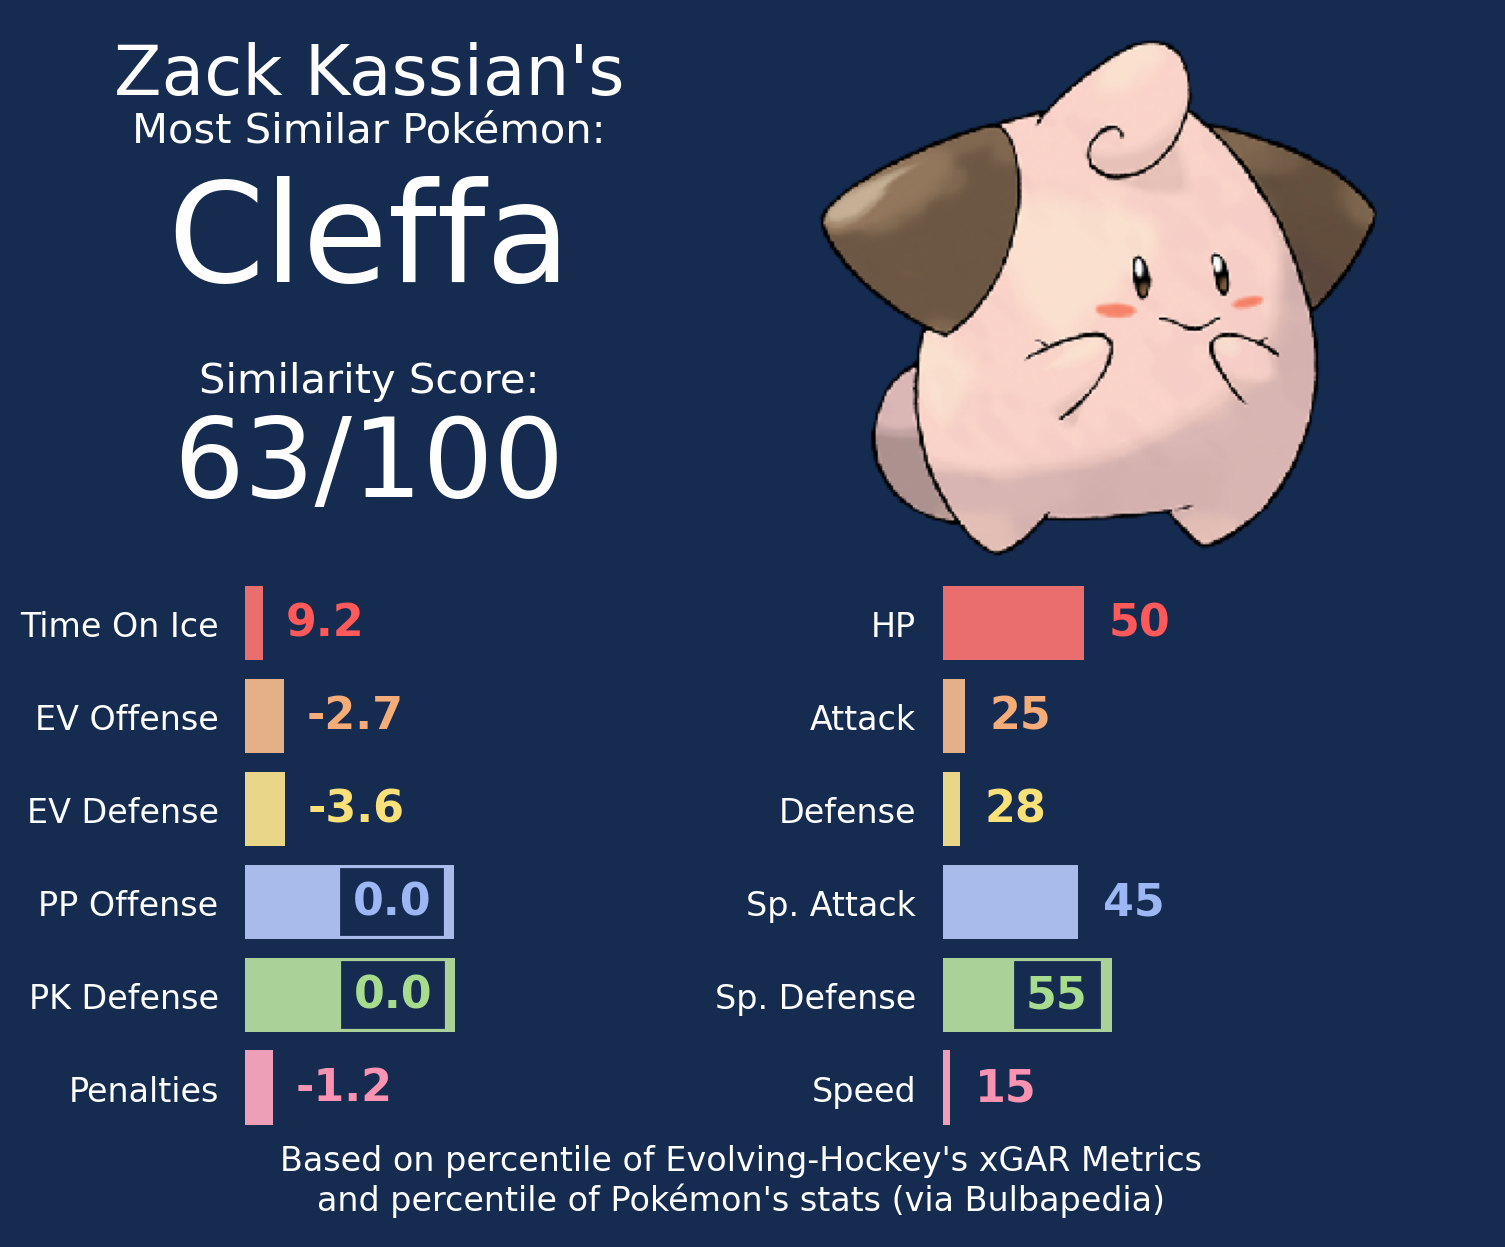 Zack Kassian's
Most Similar Pokémon:
Cleffa
Similarity Score:
63/100
Time On Ice 9.2
EV Offense -2.7
EV Defense -3.6
PP Offense 0.0
PK Defense 0.0
Penalties -1.2
HP 50
Attack 25
Defense 28
Sp. Attack 45
Sp. Defense 55
Speed 15
Based on percentile of Evolving-Hockey's xGAR Metrics
and percentile of Pokémon's stats (via Bulbapedia)